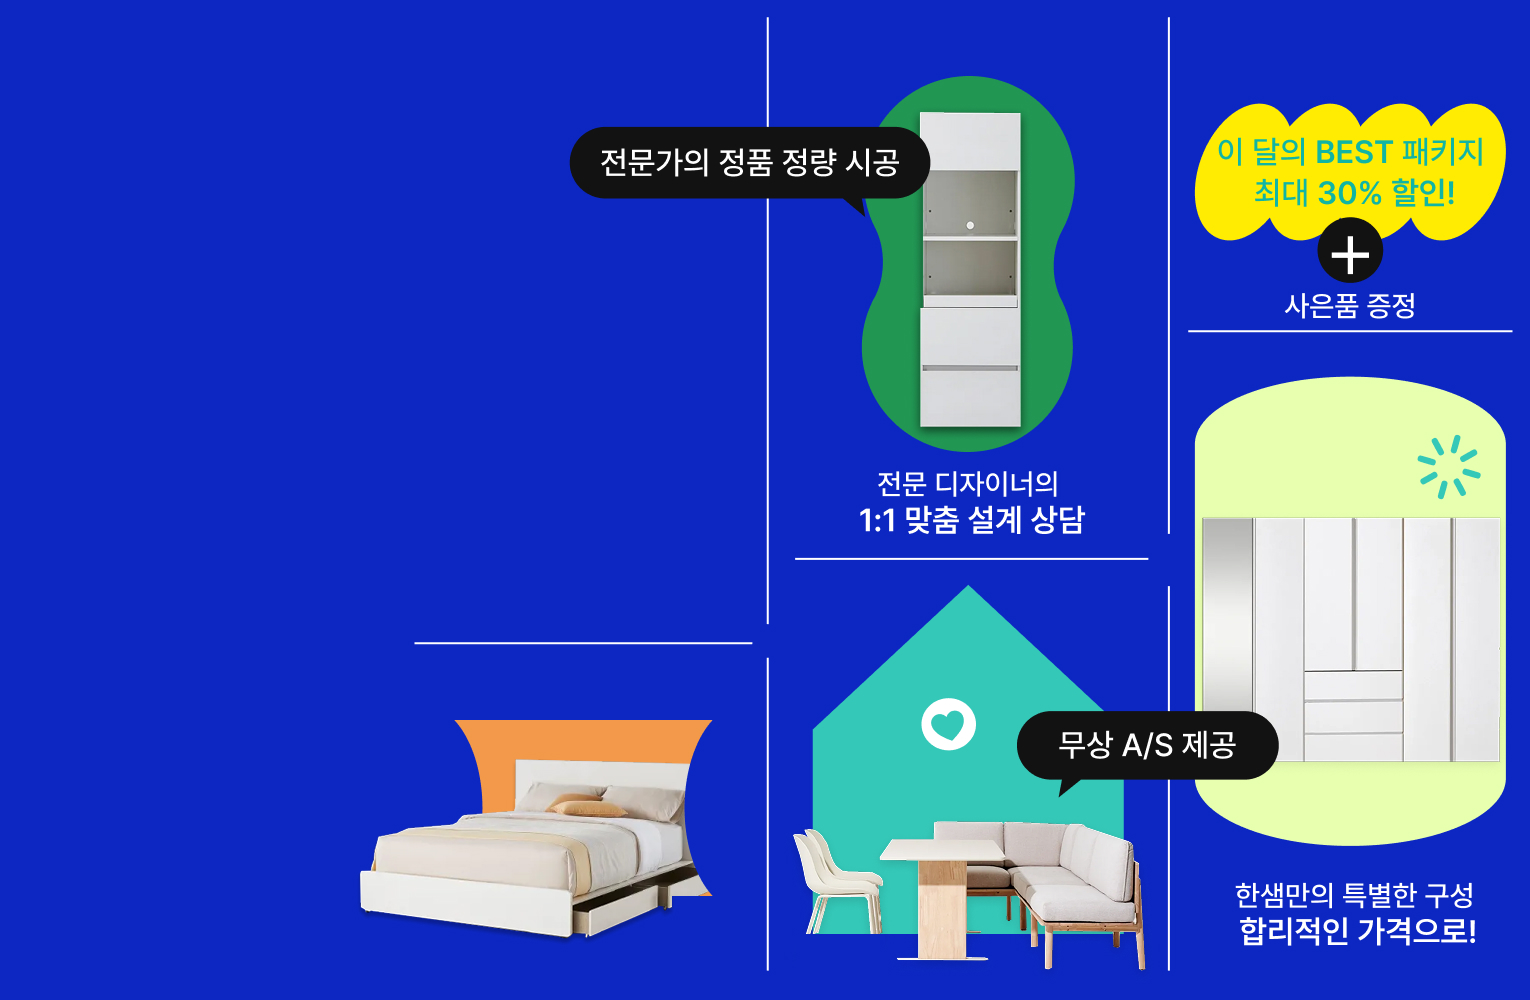 전문가의 정품 정량 시공
전문 디자이너의
1:1 맞춤 설계 상담
이 달의 BEST 패키지
최대 30% 할인!
+
사은품 증정
무상 A/S 제공
한샘만의 특별한 구성
합리적인 가격으로!